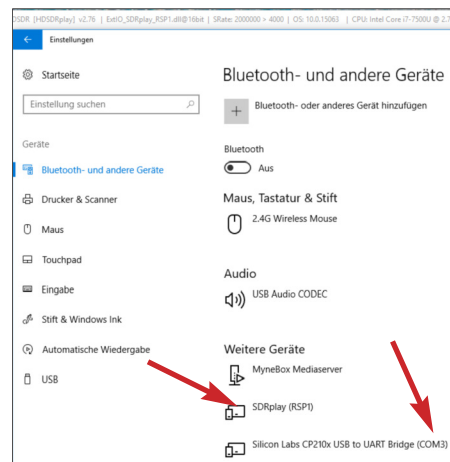 DSDR [HDSDRplay] v2.76 | ExtIO_SDRplay_RSP1.dll@16bit | SRate: 2000000 > 4000 | OS: 10.0.15063 | CPU: Intel Core i7-7500U @ 2.7
Einstellungen
Startseite
Einstellung suchen
Geräte
Bluetooth- und andere Geräte
Drucker & Scanner
Maus
Touchpad
Eingabe
Stift & Windows Ink
Automatische Wiedergabe
USB
Bluetooth- und andere Geräte
Bluetooth- oder anderes Gerät hinzufügen
Bluetooth
Aus
Maus, Tastatur & Stift
2.4G Wireless Mouse
Audio
USB Audio CODEC
Weitere Geräte
MyneBox Mediaserver
SDRplay (RSP1)
Silicon Labs CP210x USB to UART Bridge (COM3)